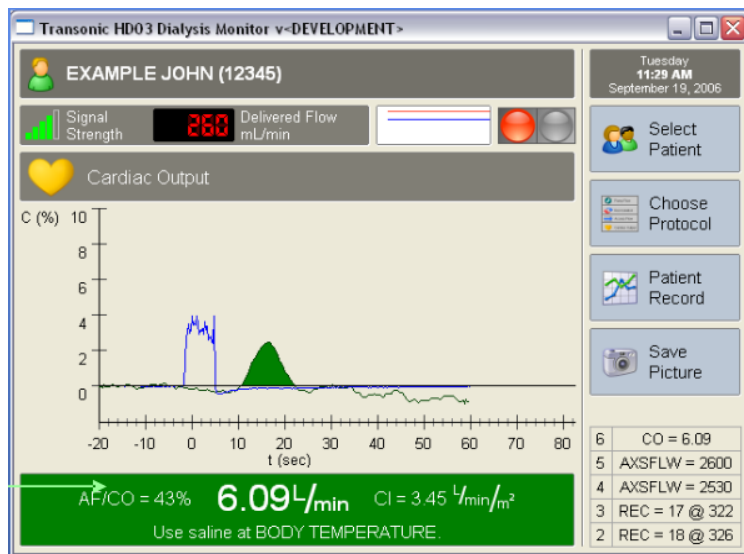 Transonic HD03 Dialysis Monitor v<DEVELOPMENT>
EXAMPLE JOHN (12345)
Tuesday
11:29 AM
September 19, 2006
Signal
Strength
260
Delivered Flow
mL/min
Select
Patient
Cardiac Output
Choose
Protocol
C (%)
10
8
6
4
2
0
-20 -10 0 10 20 30 40 50 60 70 80
t (sec)
Patient
Record
Save
Picture
6 CO = 6.09
5 AXSFLW = 2600
4 AXSFLW = 2530
3 REC = 17 @ 322
2 REC = 18 @ 326
AF/CO = 43% 6.09 L/min CI = 3.45 L/min/m²
Use saline at BODY TEMPERATURE.